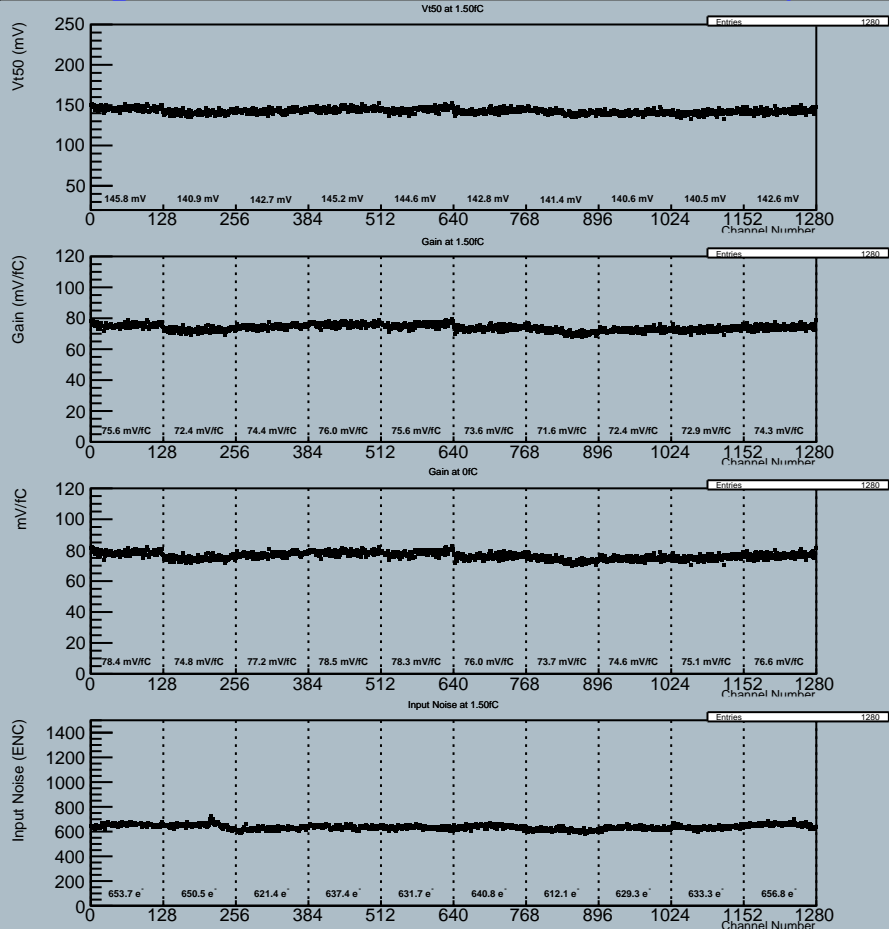 Vt50 at 1.50fC
Entries 1280
Vt50 (mV)
250
200
150
100
50
145.8 mV 140.9 mV 142.7 mV 145.2 mV 144.6 mV 142.8 mV 141.4 mV 140.6 mV 140.5 mV 142.6 mV
0 128 256 384 512 640 768 896 1024 1152 1280
Channel Number
Gain at 1.50fC
Entries 1280
Gain (mV/fC)
120
100
80
60
40
20
0
75.6 mV/fC 72.4 mV/fC 74.4 mV/fC 76.0 mV/fC 75.6 mV/fC 73.6 mV/fC 71.6 mV/fC 72.4 mV/fC 72.9 mV/fC 74.3 mV/fC
0 128 256 384 512 640 768 896 1024 1152 1280
Channel Number
Gain at 0fC
Entries 1280
mV/fC
120
100
80
60
40
20
0
78.4 mV/fC 74.8 mV/fC 77.2 mV/fC 78.5 mV/fC 78.3 mV/fC 76.0 mV/fC 73.7 mV/fC 74.6 mV/fC 75.1 mV/fC 76.6 mV/fC
0 128 256 384 512 640 768 896 1024 1152 1280
Channel Number
Input Noise at 1.50fC
Entries 1280
Input Noise (ENC)
1400
1200
1000
800
600
400
200
0
653.7 e⁻ 650.5 e⁻ 621.4 e⁻ 637.4 e⁻ 631.7 e⁻ 640.8 e⁻ 612.1 e⁻ 629.3 e⁻ 633.3 e⁻ 656.8 e⁻
0 128 256 384 512 640 768 896 1024 1152 1280
Channel Number